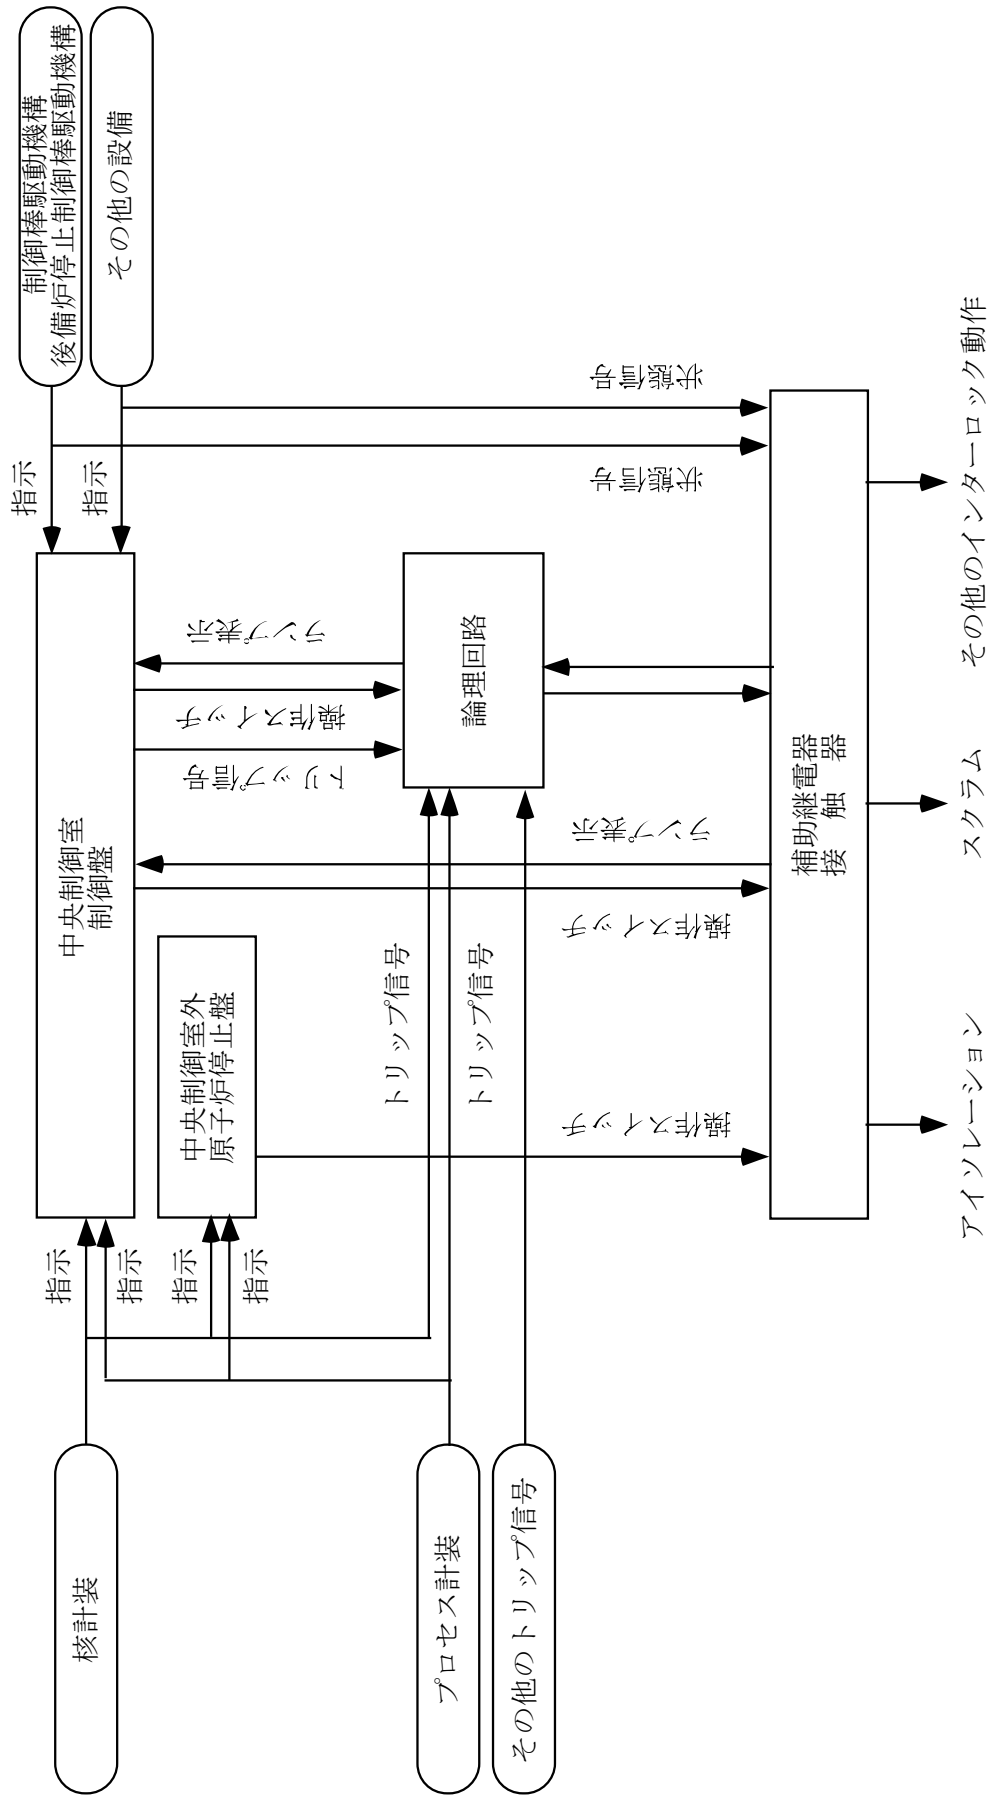 核計装
プロセス計装
その他のトリップ信号
指示
指示
指示
指示
中央制御室
制御盤
中央制御室外
原子炉停止盤
トリップ信号
トリップ信号
操作スイッチ
操作スイッチ
ランプ表示
トリップ信号
操作スイッチ
ランプ表示
論理回路
補助継電器
接触器
指示
指示
状態信号
状態信号
制御棒駆動機構
後備炉停止制御棒駆動機構
その他の設備
アイソレーション
スクラム
その他のインターロック動作